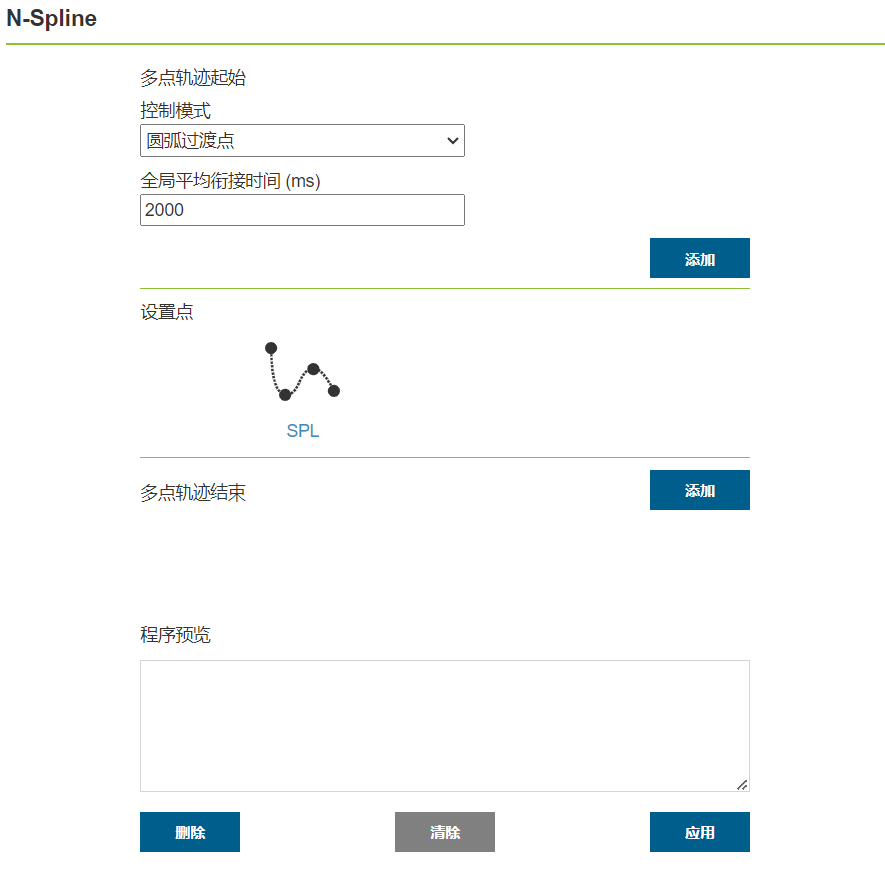 N-Spline
多点轨迹起始
控制模式
圆弧过渡点
全局平均衔接时间 (ms)
2000
添加
设置点
SPL
多点轨迹结束
添加
程序预览
删除
清除
应用